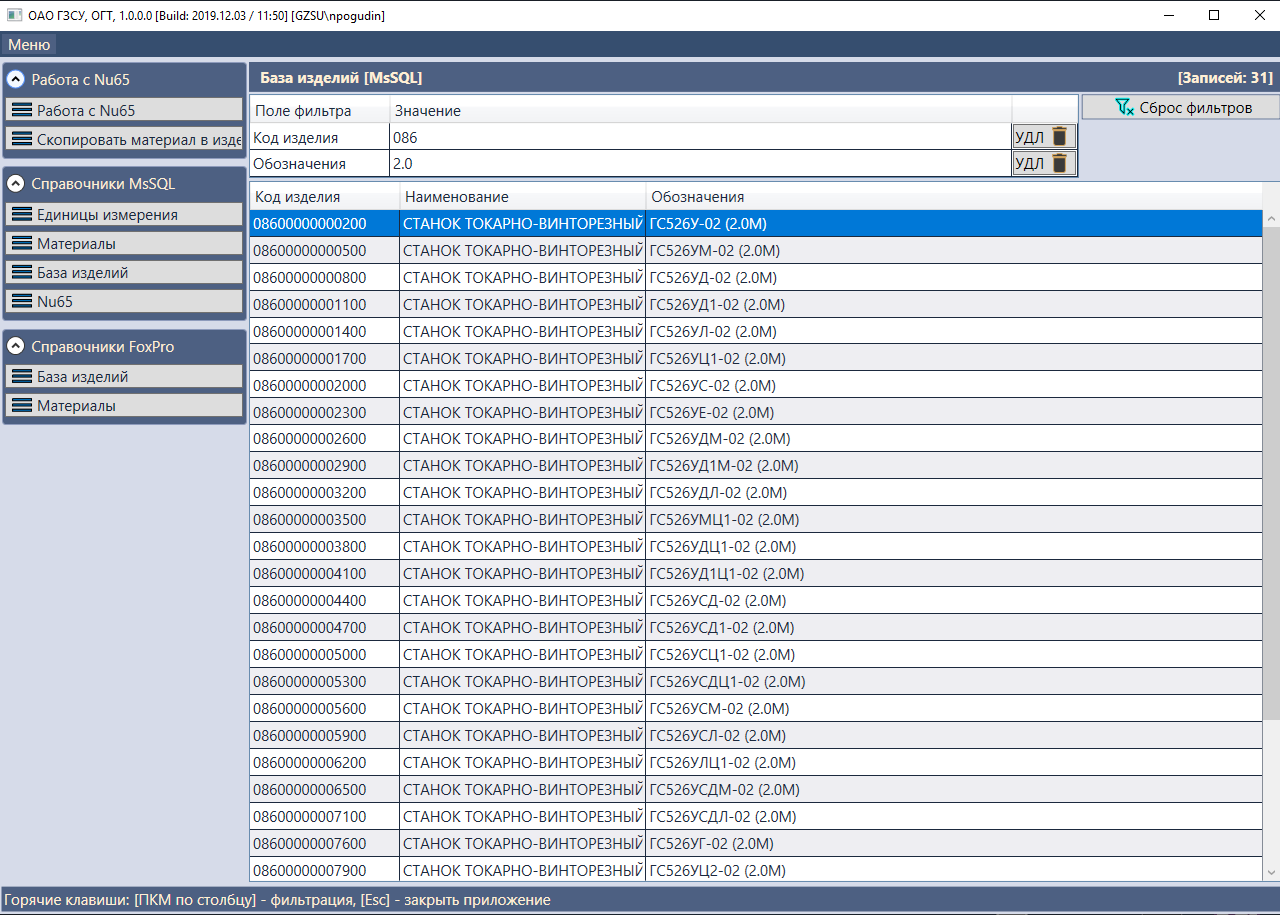 ОАО ГЗСУ, ОГТ, 1.0.0.0 [Build: 2019.12.03 / 11:50] [GZSU\npogudin]
Меню
Работа с Nu65
Работа с Nu65
Скопировать материал в изде
Справочники MsSQL
Единицы измерения
Материалы
База изделий
Nu65
Справочники FoxPro
База изделий
Материалы
База изделий [MsSQL] [Записей: 31]
Поле фильтра Значение
Код изделия 086 УДЛ
Обозначения 2.0 УДЛ
Сброс фильтров
Код изделия Наименование Обозначения
08600000000200 СТАНОК ТОКАРНО-ВИНТОРЕЗНЫЙ ГС526У-02 (2.0М)
08600000000500 СТАНОК ТОКАРНО-ВИНТОРЕЗНЫЙ ГС526УМ-02 (2.0М)
08600000000800 СТАНОК ТОКАРНО-ВИНТОРЕЗНЫЙ ГС526УД-02 (2.0М)
08600000001100 СТАНОК ТОКАРНО-ВИНТОРЕЗНЫЙ ГС526УД1-02 (2.0М)
08600000001400 СТАНОК ТОКАРНО-ВИНТОРЕЗНЫЙ ГС526УЛ-02 (2.0М)
08600000001700 СТАНОК ТОКАРНО-ВИНТОРЕЗНЫЙ ГС526УЦ1-02 (2.0М)
08600000002000 СТАНОК ТОКАРНО-ВИНТОРЕЗНЫЙ ГС526УС-02 (2.0М)
08600000002300 СТАНОК ТОКАРНО-ВИНТОРЕЗНЫЙ ГС526УЕ-02 (2.0М)
08600000002600 СТАНОК ТОКАРНО-ВИНТОРЕЗНЫЙ ГС526УДМ-02 (2.0М)
08600000002900 СТАНОК ТОКАРНО-ВИНТОРЕЗНЫЙ ГС526УД1М-02 (2.0М)
08600000003200 СТАНОК ТОКАРНО-ВИНТОРЕЗНЫЙ ГС526УДЛ-02 (2.0М)
08600000003500 СТАНОК ТОКАРНО-ВИНТОРЕЗНЫЙ ГС526УМЦ1-02 (2.0М)
08600000003800 СТАНОК ТОКАРНО-ВИНТОРЕЗНЫЙ ГС526УДЦ1-02 (2.0М)
08600000004100 СТАНОК ТОКАРНО-ВИНТОРЕЗНЫЙ ГС526УД1Ц1-02 (2.0М)
08600000004400 СТАНОК ТОКАРНО-ВИНТОРЕЗНЫЙ ГС526УСД-02 (2.0М)
08600000004700 СТАНОК ТОКАРНО-ВИНТОРЕЗНЫЙ ГС526УСД1-02 (2.0М)
08600000005000 СТАНОК ТОКАРНО-ВИНТОРЕЗНЫЙ ГС526УСЦ1-02 (2.0М)
08600000005300 СТАНОК ТОКАРНО-ВИНТОРЕЗНЫЙ ГС526УСДЦ1-02 (2.0М)
08600000005600 СТАНОК ТОКАРНО-ВИНТОРЕЗНЫЙ ГС526УСМ-02 (2.0М)
08600000005900 СТАНОК ТОКАРНО-ВИНТОРЕЗНЫЙ ГС526УСЛ-02 (2.0М)
08600000006200 СТАНОК ТОКАРНО-ВИНТОРЕЗНЫЙ ГС526УЛЦ1-02 (2.0М)
08600000006500 СТАНОК ТОКАРНО-ВИНТОРЕЗНЫЙ ГС526УСДМ-02 (2.0М)
08600000007100 СТАНОК ТОКАРНО-ВИНТОРЕЗНЫЙ ГС526УСДЛ-02 (2.0М)
08600000007600 СТАНОК ТОКАРНО-ВИНТОРЕЗНЫЙ ГС526УГ-02 (2.0М)
08600000007900 СТАНОК ТОКАРНО-ВИНТОРЕЗНЫЙ ГС526УЦ2-02 (2.0М)
Горячие клавиши: [ПКМ по столбцу] - фильтрация, [Esc] - закрыть приложение